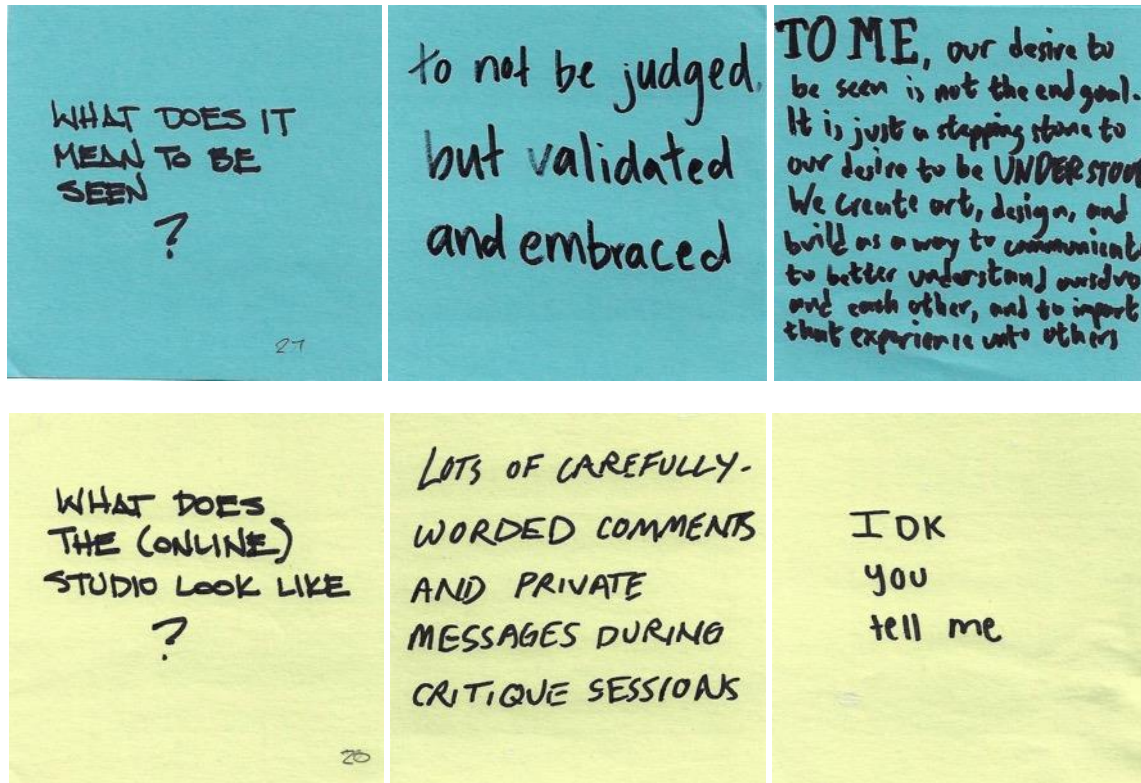 WHAT DOES IT
MEAN TO BE
SEEN
?
27
to not be judged,
but validated
and embraced
TO ME, our desire to
be seen is not the end goal.
It is just a stepping stone to
our desire to be UNDERSTOO
We create art, design, and
build as a way to communicat
to better understand ourselve
and each other, and to impart
that experience unto others
WHAT DOES
THE (ONLINE)
STUDIO LOOK LIKE
?
20
LOTS OF CAREFULLY-
WORDED COMMENTS
AND PRIVATE
MESSAGES DURING
CRITIQUE SESSIONS
IDK
you
tell me